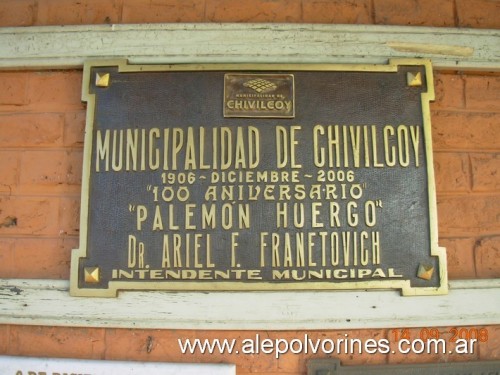 MUNICIPALIDAD DE
CHIVILCOY
MUNICIPALIDAD DE CHIVILCOY
1906~DICIEMBRE~2006
"100 ANIVERSARIO"
"PALEMÓN HUERGO"
DR. ARIEL F. FRANETOVICH
INTENDENTE MUNICIPAL
www.alepolvorines.com.ar